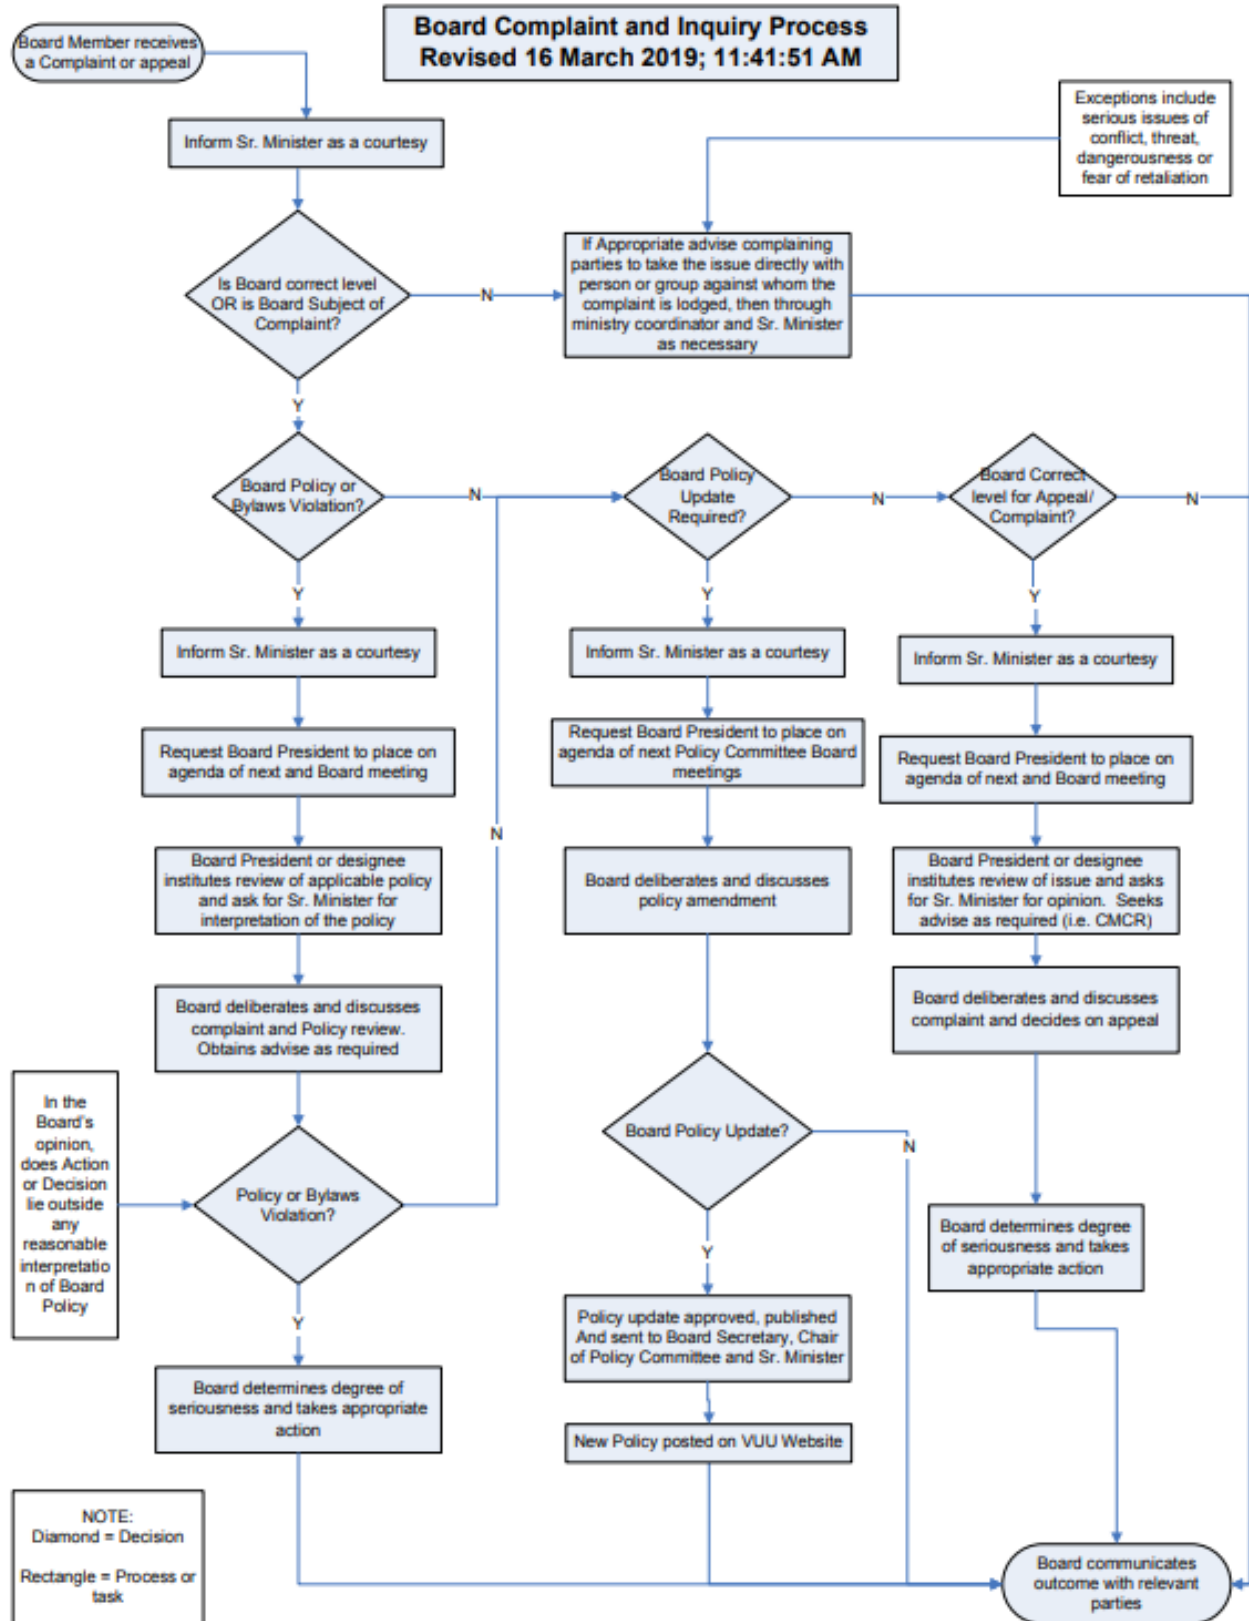 Board Complaint and Inquiry Process
Revised 16 March 2019; 11:41:51 AM
Board Member receives
a Complaint or appeal
Inform Sr. Minister as a courtesy
Exceptions include
serious issues of
conflict, threat,
dangerousness or
fear of retaliation
Is Board correct level
OR is Board Subject of
Complaint?
N
If Appropriate advise complaining
parties to take the issue directly with
person or group against whom the
complaint is lodged, then through
ministry coordinator and Sr. Minister
as necessary
Y
Board Policy or
Bylaws Violation?
N
Board Policy
Update
Required?
N
Board Correct
level for Appeal/
Complaint?
N
Y
Y
Y
Inform Sr. Minister as a courtesy
Inform Sr. Minister as a courtesy
Inform Sr. Minister as a courtesy
Request Board President to place on
agenda of next and Board meeting
Request Board President to place on
agenda of next Policy Committee Board
meetings
Request Board President to place on
agenda of next and Board meeting
N
Board President or designee
institutes review of applicable policy
and ask for Sr. Minister for
interpretation of the policy
Board deliberates and discusses
policy amendment
Board President or designee
institutes review of issue and asks
for Sr. Minister for opinion. Seeks
advise as required (i.e. CMCR)
Board deliberates and discusses
complaint and Policy review.
Obtains advise as required
Board deliberates and discusses
complaint and decides on appeal
In the
Board's
opinion,
does Action
or Decision
lie outside
any
reasonable
interpretatio
n of Board
Policy
Policy or Bylaws
Violation?
Board Policy Update?
N
Board determines degree
of seriousness and takes
appropriate action
Y
Y
Policy update approved, published
And sent to Board Secretary, Chair
of Policy Committee and Sr. Minister
Board determines degree of
seriousness and takes appropriate
action
New Policy posted on VUU Website
NOTE:
Diamond = Decision
Rectangle = Process or
task
Board communicates
outcome with relevant
parties